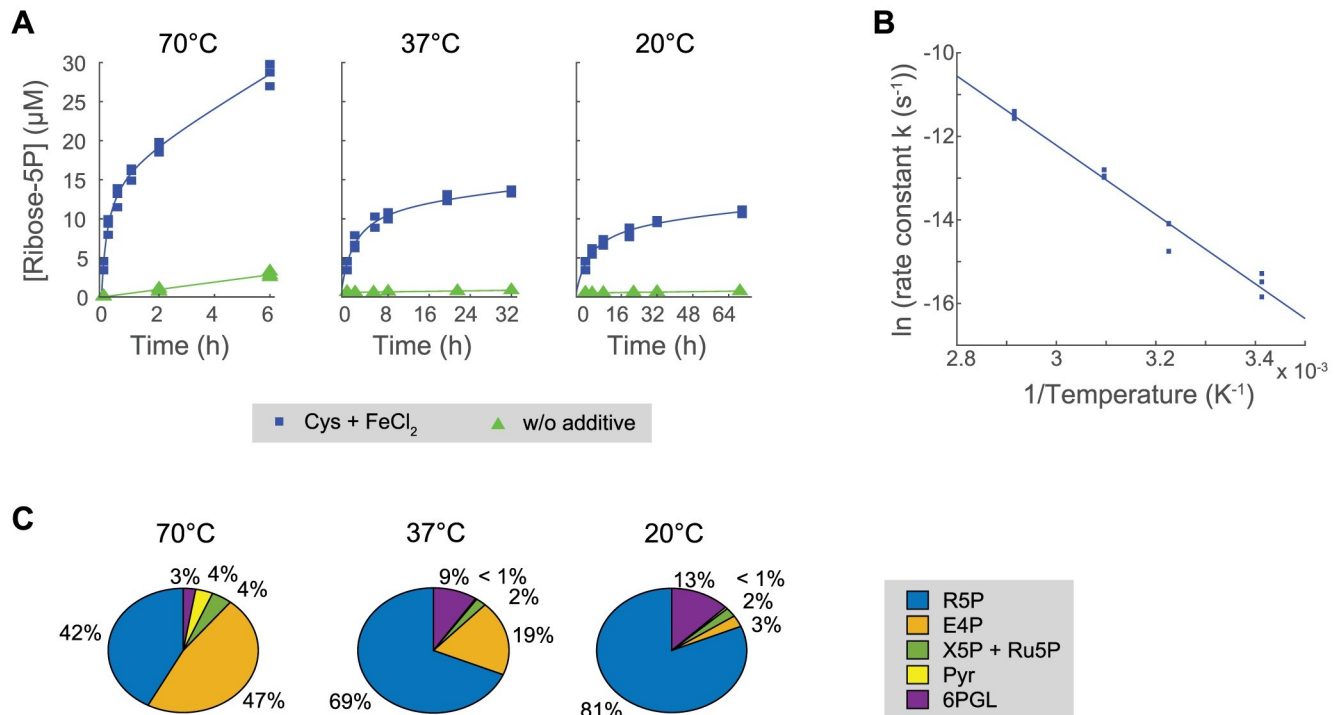 A
70°C
37°C
20°C
[Ribose-5P] (µM)
30
25
20
15
10
5
0
0 2 4 6
0 8 16 24 32
0 16 32 48 64
Time (h)
Time (h)
Time (h)
Cys + FeCl₂
w/o additive
B
ln (rate constant k (s⁻¹))
-10
-12
-14
-16
2.8 3 3.2 3.4
x 10⁻³
1/Temperature (K⁻¹)
C
70°C
37°C
20°C
3% 4%
4%
42%
47%
9% < 1%
2%
19%
69%
13% < 1%
2%
3%
81%
R5P
E4P
X5P + Ru5P
Pyr
6PGL